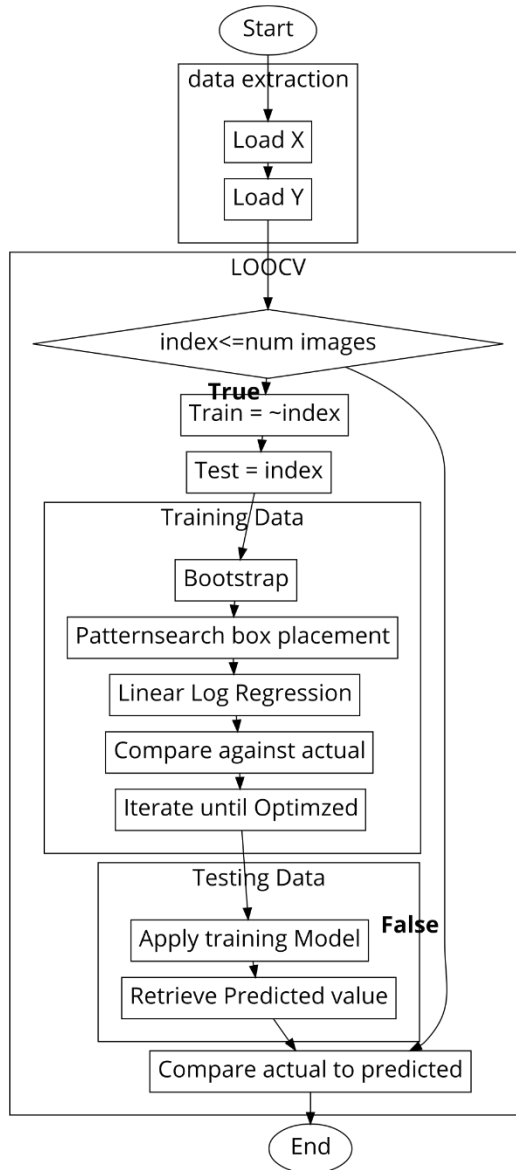 Start
data extraction
Load X
Load Y
LOOCV
index<=num images
True
Train = ~index
Test = index
Training Data
Bootstrap
Patternsearch box placement
Linear Log Regression
Compare against actual
Iterate until Optimzed
Testing Data
False
Apply training Model
Retrieve Predicted value
Compare actual to predicted
End